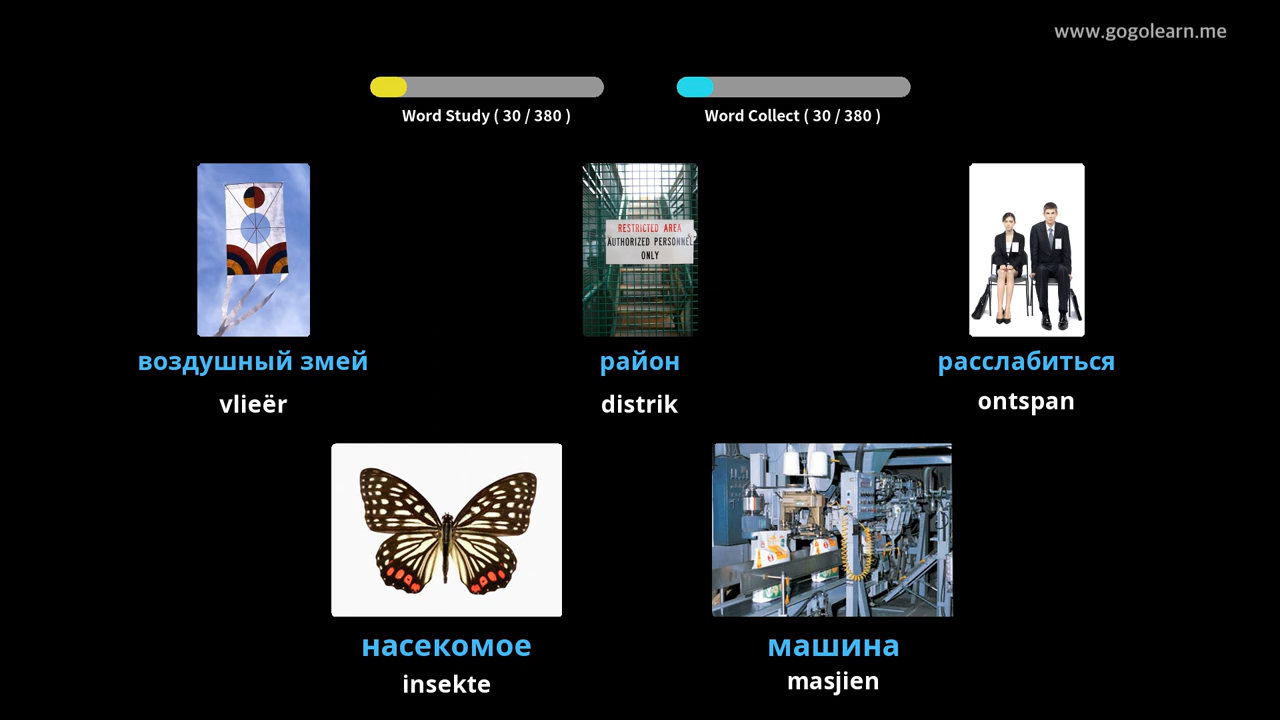 www.gogolearn.me
Word Study ( 30 / 380 )
Word Collect ( 30 / 380 )
RESTRICTED AREA
AUTHORIZED PERSONNEL
ONLY
воздушный змей
район
расслабиться
vlieër
distrik
ontspan
насекомое
машина
insekte
masjien